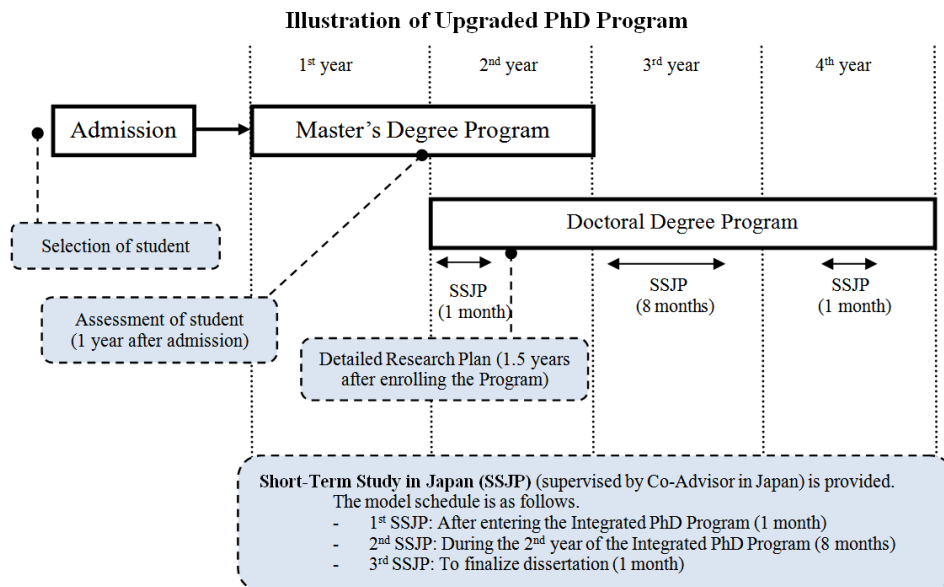 Illustration of Upgraded PhD Program
1st year
2nd year
3rd year
4th year
Admission
Master's Degree Program
Selection of student
Doctoral Degree Program
SSJP
(1 month)
SSJP
(8 months)
SSJP
(1 month)
Assessment of student
(1 year after admission)
Detailed Research Plan (1.5 years
after enrolling the Program)
Short-Term Study in Japan (SSJP) (supervised by Co-Advisor in Japan) is provided.
The model schedule is as follows.
- 1st SSJP: After entering the Integrated PhD Program (1 month)
- 2nd SSJP: During the 2nd year of the Integrated PhD Program (8 months)
- 3rd SSJP: To finalize dissertation (1 month)